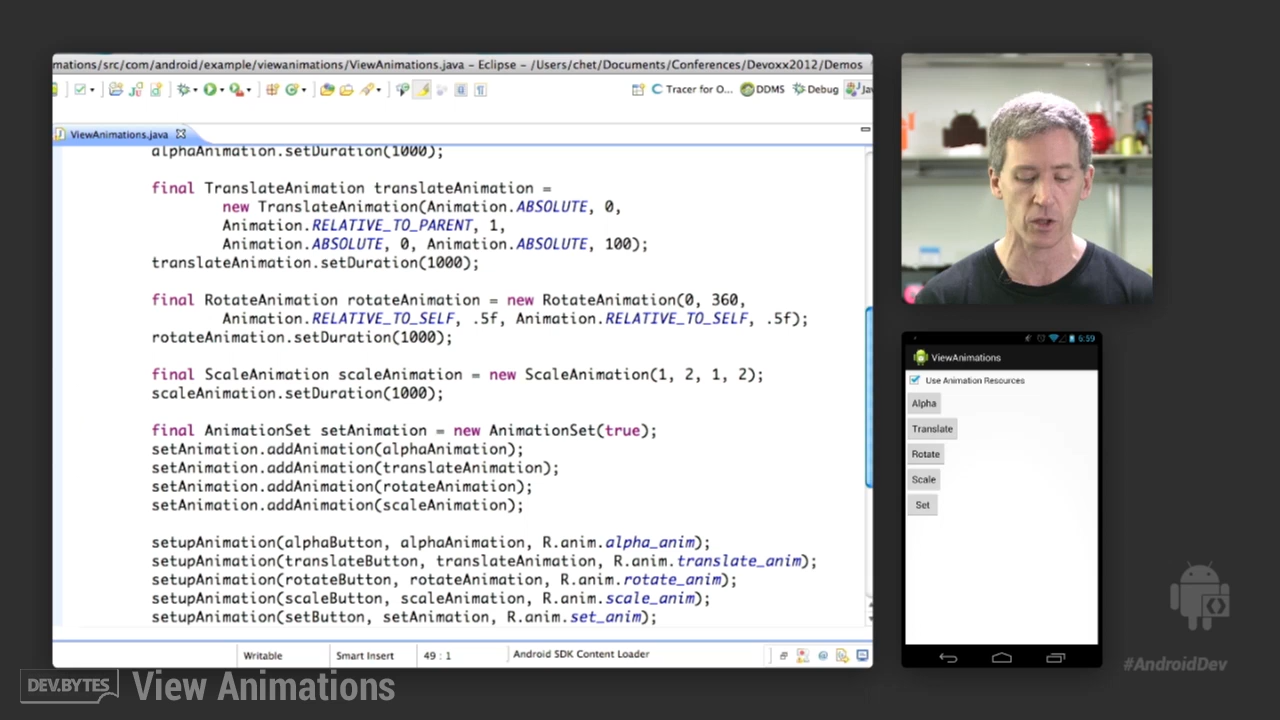 mations/src/com/android/example/viewanimations/ViewAnimations.java - Eclipse - /Users/chet/Documents/Conferences/Devoxx2012/Demos
Tracer for O... DDMS Debug Jav
ViewAnimations.java
alphaAnimation.setDuration(1000);
final TranslateAnimation translateAnimation =
new TranslateAnimation(Animation.ABSOLUTE, 0,
Animation.RELATIVE_TO_PARENT, 1,
Animation.ABSOLUTE, 0, Animation.ABSOLUTE, 100);
translateAnimation.setDuration(1000);
final RotateAnimation rotateAnimation = new RotateAnimation(0, 360,
Animation.RELATIVE_TO_SELF, .5f, Animation.RELATIVE_TO_SELF, .5f);
rotateAnimation.setDuration(1000);
final ScaleAnimation scaleAnimation = new ScaleAnimation(1, 2, 1, 2);
scaleAnimation.setDuration(1000);
final AnimationSet setAnimation = new AnimationSet(true);
setAnimation.addAnimation(alphaAnimation);
setAnimation.addAnimation(translateAnimation);
setAnimation.addAnimation(rotateAnimation);
setAnimation.addAnimation(scaleAnimation);
setupAnimation(alphaButton, alphaAnimation, R.anim.alpha_anim);
setupAnimation(translateButton, translateAnimation, R.anim.translate_anim);
setupAnimation(rotateButton, rotateAnimation, R.anim.rotate_anim);
setupAnimation(scaleButton, scaleAnimation, R.anim.scale_anim);
setupAnimation(setButton, setAnimation, R.anim.set_anim);
Writable Smart Insert 49 : 1 Android SDK Content Loader
6:59
ViewAnimations
Use Animation Resources
Alpha
Translate
Rotate
Scale
Set
#AndroidDev
DEV.BYTES View Animations